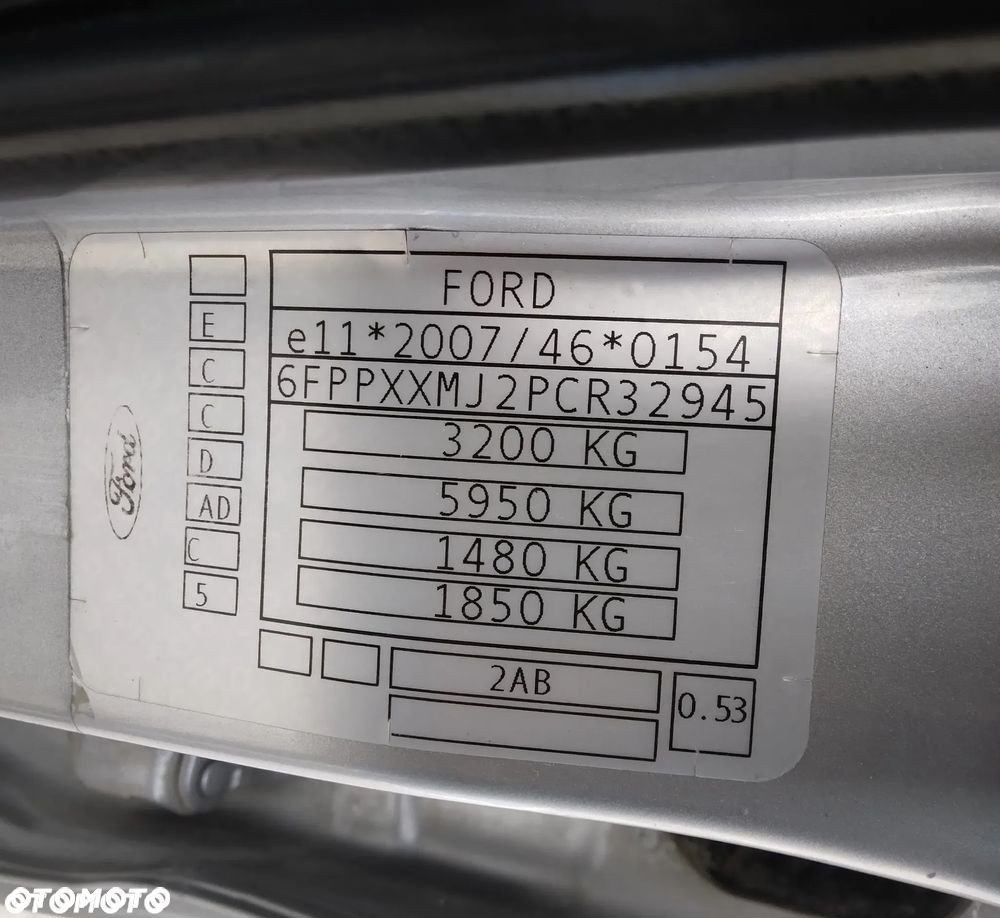 FORD
e11*2007/46*0154
6FPPXXMJ2PCR32945
3200 KG
5950 KG
1480 KG
1850 KG
E
C
C
D
AD
C
5
Ford
2AB
0.53
OTOMOTO